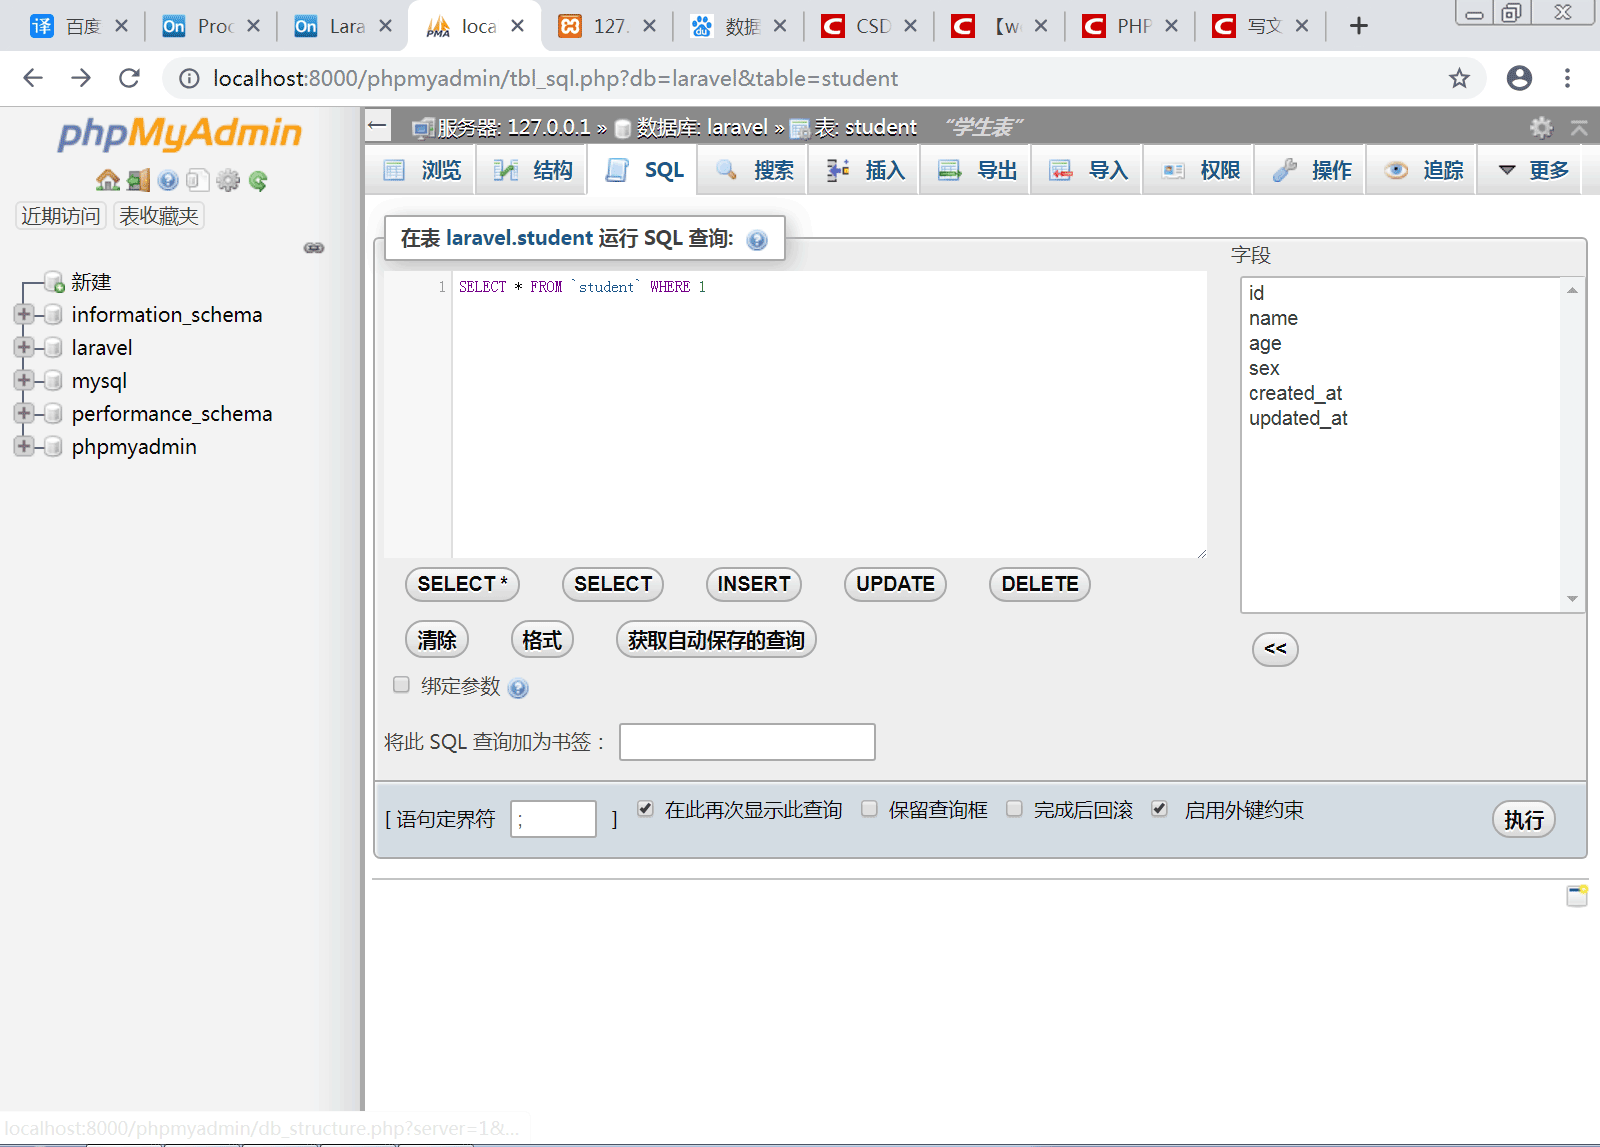 译 百度 On Proc On Lara PMA loca 127. du 数据 C CSD C 【w C PHP C 写文
localhost:8000/phpmyadmin/tbl_sql.php?db=laravel&table=student
phpMyAdmin
近期访问 表收藏夹
新建
information_schema
laravel
mysql
performance_schema
phpmyadmin
← 服务器: 127.0.0.1 » 数据库: laravel » 表: student “学生表”
浏览 结构 SQL 搜索 插入 导出 导入 权限 操作 追踪 更多
在表 laravel.student 运行 SQL 查询:
1 SELECT * FROM `student` WHERE 1
字段
id
name
age
sex
created_at
updated_at
SELECT * SELECT INSERT UPDATE DELETE
清除 格式 获取自动保存的查询
<<
绑定参数
将此 SQL 查询加为书签：
[ 语句定界符 ; ] 在此再次显示此查询 保留查询框 完成后回滚 启用外键约束 执行
localhost:8000/phpmyadmin/db_structure.php?server=1&...